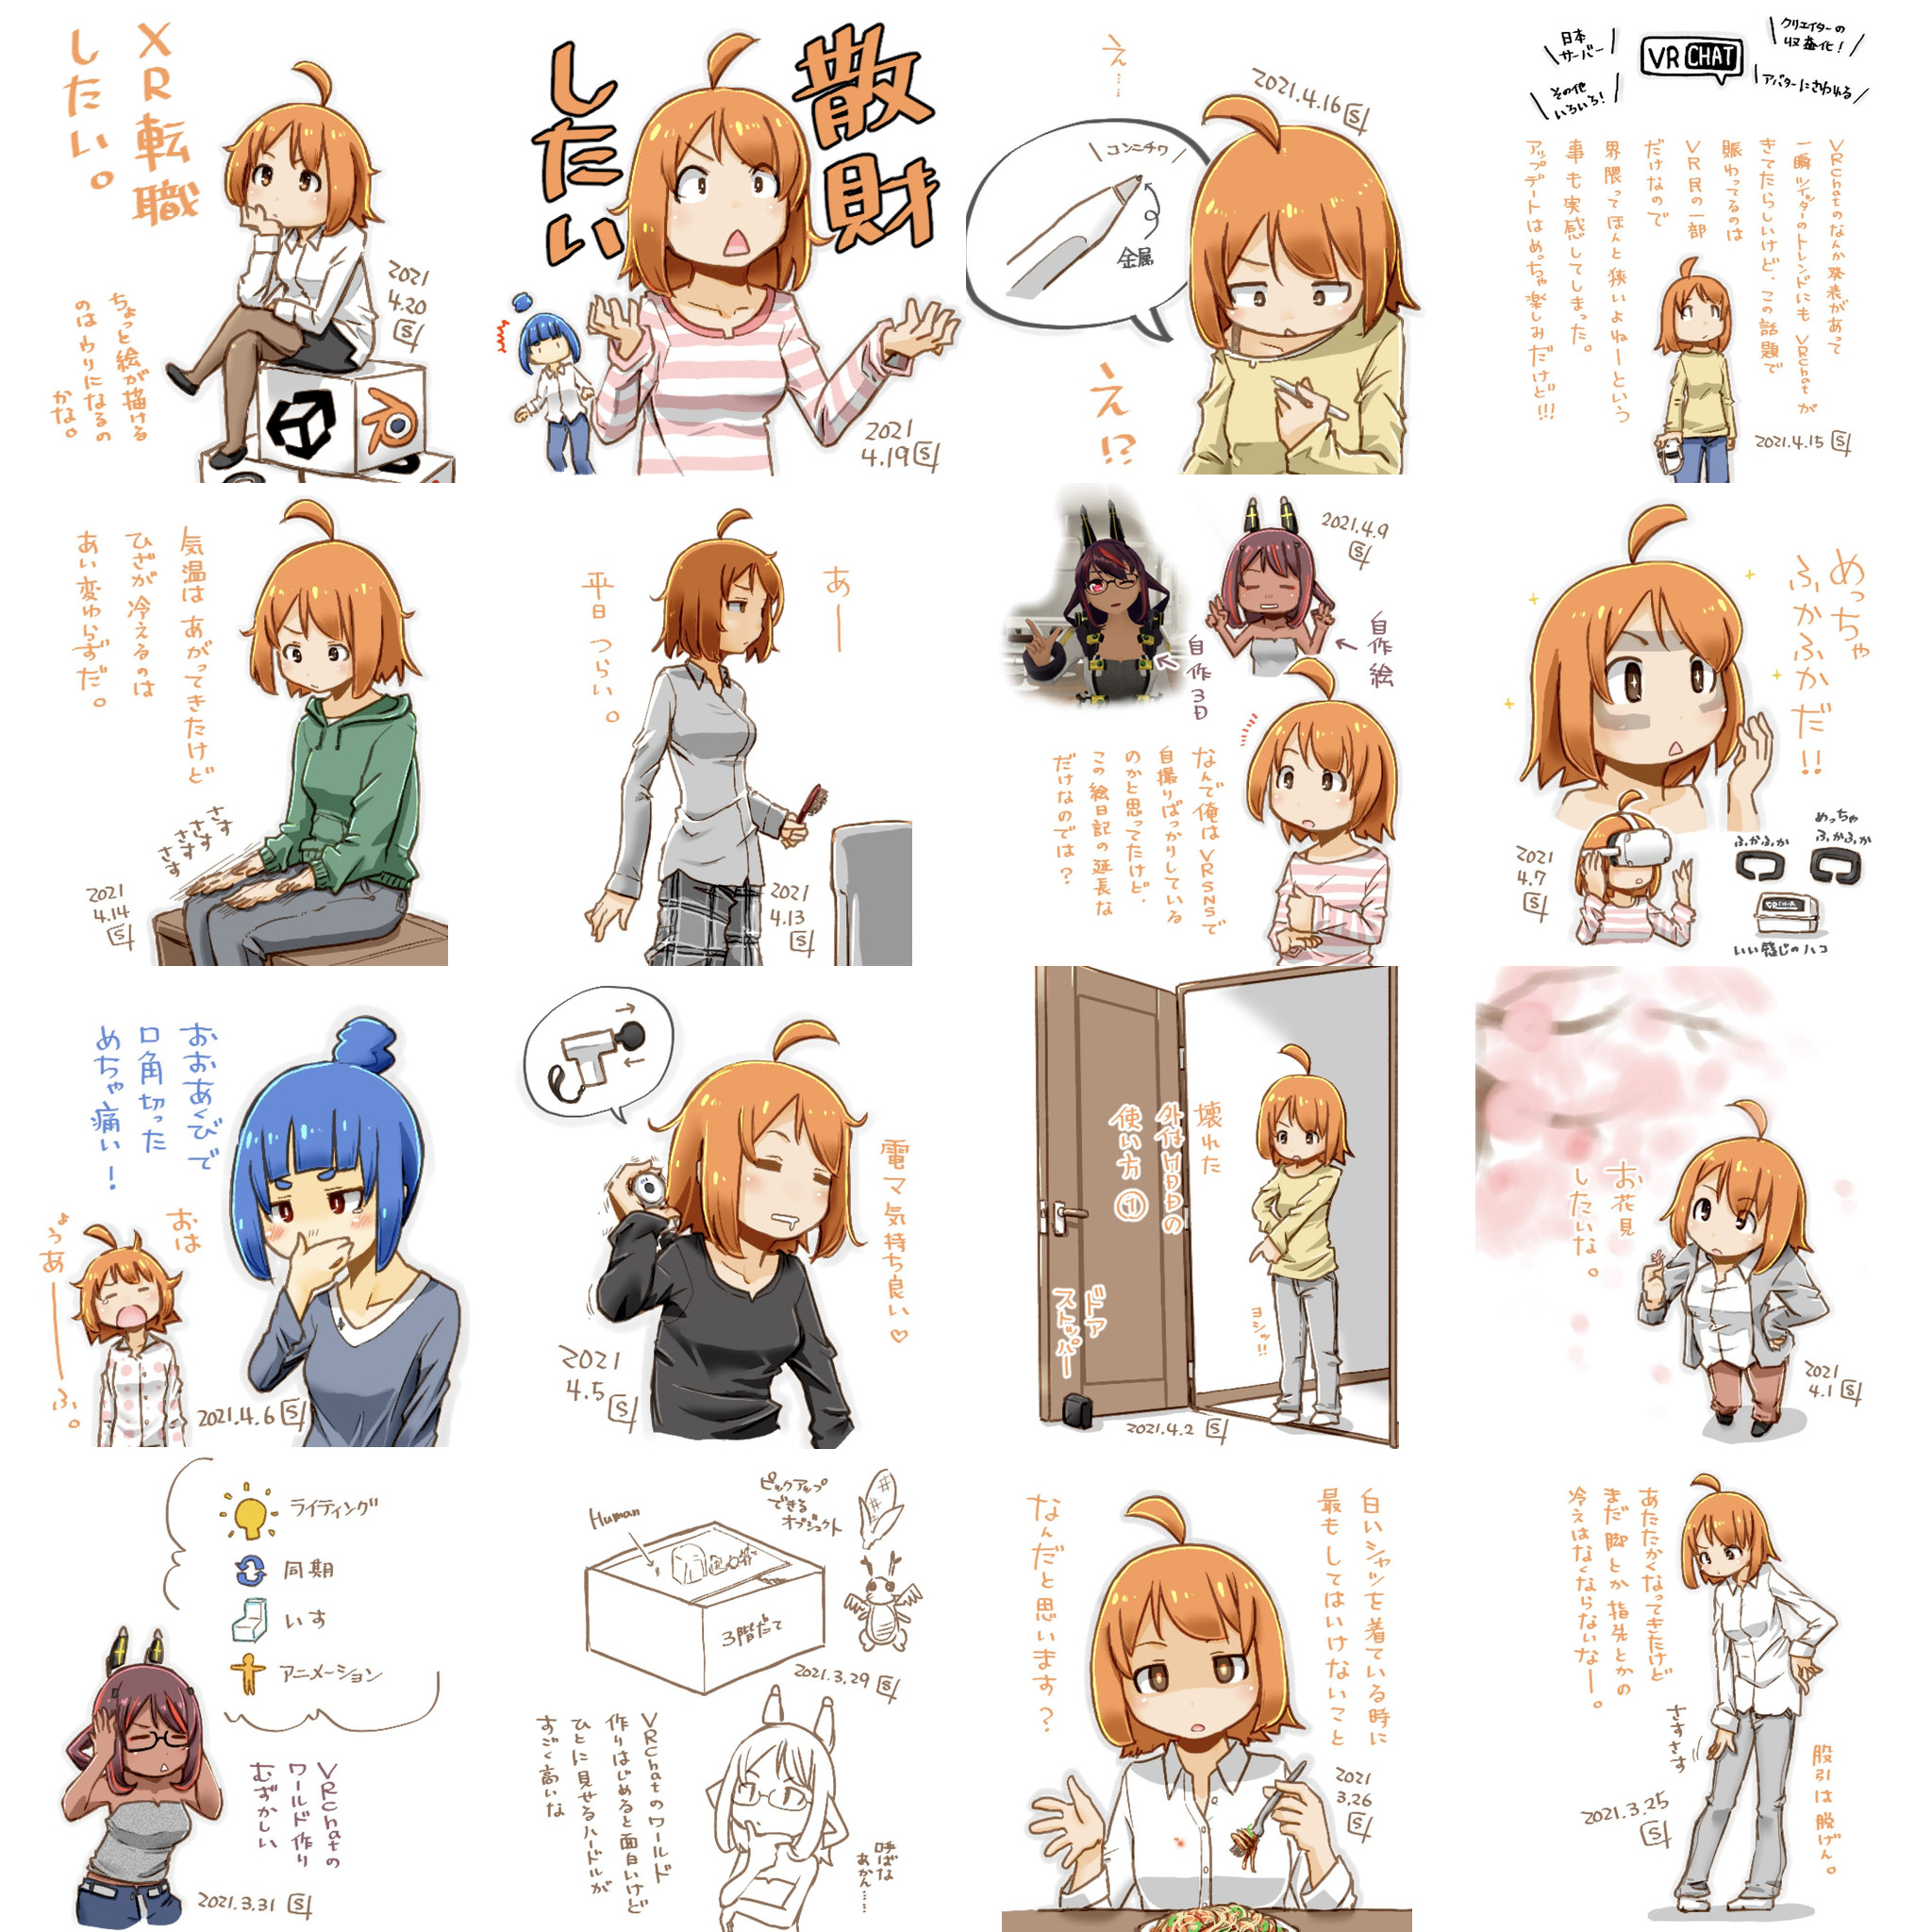 XR転職
したい。
2021
4.20
ちょっと絵が描ける
のはウリになるの
かな。
散財
したい
2021
4.19
え……
コンニチワ
金属
え!?
2021.4.16
日本
サーバー
その他
いろいろ!
VRCHAT
クリエイターの
収益化!
アバターにさわれる
VRChatのなんか発表があって
一瞬ツイッターのトレンドにもVRChatが
きてたらしいけど、この話題で
賑わってるのは
VR民の一部
だけなので
界隈ってほんと狭いよねーという
事も実感してしまった。
アップデートはめっちゃ楽しみだけど!!!
2021.4.15
気温はあがってきたけど
ひざが冷えるのは
あい変わらずだ。
さす
さす
さす
さす
2021
4.14
あー
平日つらい。
2021
4.13
2021.4.9
自作絵
自作3D
なんで俺はVRSNSで
自撮りばっかりしている
のかと思ってたけど、
この絵日記の延長な
だけなのでは?
めっちゃ
ふかふかだ!!
2021
4.7
ふかふか
めっちゃ
ふかふか
いい感じのハコ
おおあくびで
口角切った
めちゃ痛い!
おは
ょうあーーふ。
2021.4.6
電マ気持ち良い♡
2021
4.5
壊れた
外付HDDの
使い方①
ドア
ストッパー
ヨシッ!!
2021.4.2
お花見
したいな。
2021
4.1
ライティング
同期
いす
アニメーション
VRChatの
ワールド作り
むずかしい
2021.3.31
ピックアップ
できる
オブジェクト
Human
3階だて
2021.3.29
VRChatのワールド
作りはじめると面白いけど
ひとに見せるハードルが
すごく高いな
呼ばな
あかん……
白いシャツを着ている時に
最もしてはいけないこと
なんだと思います?
2021
3.26
あたたかくなってきたけど
まだ脚とか指先とかの
冷えはなくならないなー。
さすさす
股引は脱げん。
2021.3.25